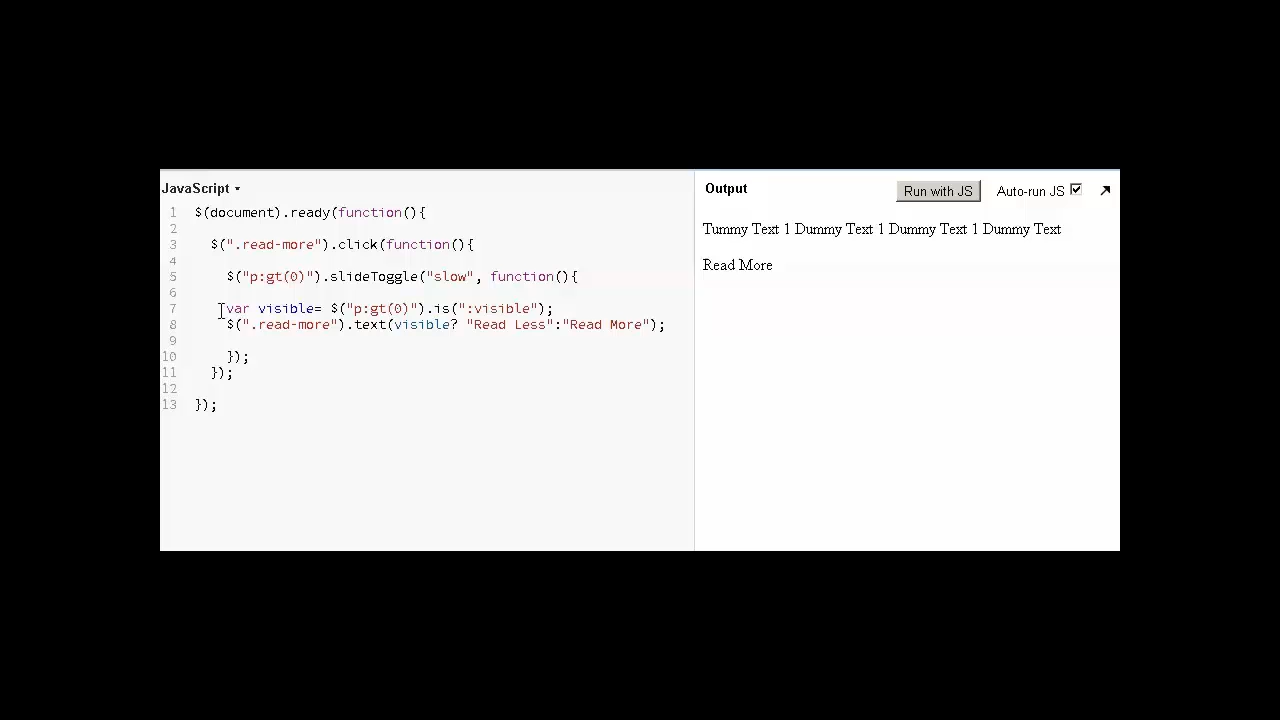 JavaScript
Output
Run with JS
Auto-run JS
1 $(document).ready(function(){
2
3 $(".read-more").click(function(){
4
5 $("p:gt(0)").slideToggle("slow", function(){
6
7 var visible= $("p:gt(0)").is(":visible");
8 $(".read-more").text(visible? "Read Less":"Read More");
9
10 });
11 });
12
13 });
Tummy Text 1 Dummy Text 1 Dummy Text 1 Dummy Text
Read More